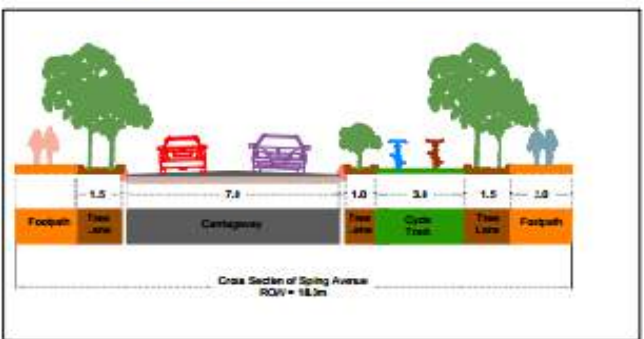 1.5 7.0 1.0 3.0 1.5 2.0
Footpath Tree Lane Carriageway Tree Lane Cycle Track Tree Lane Footpath
Cross Section of Spring Avenue